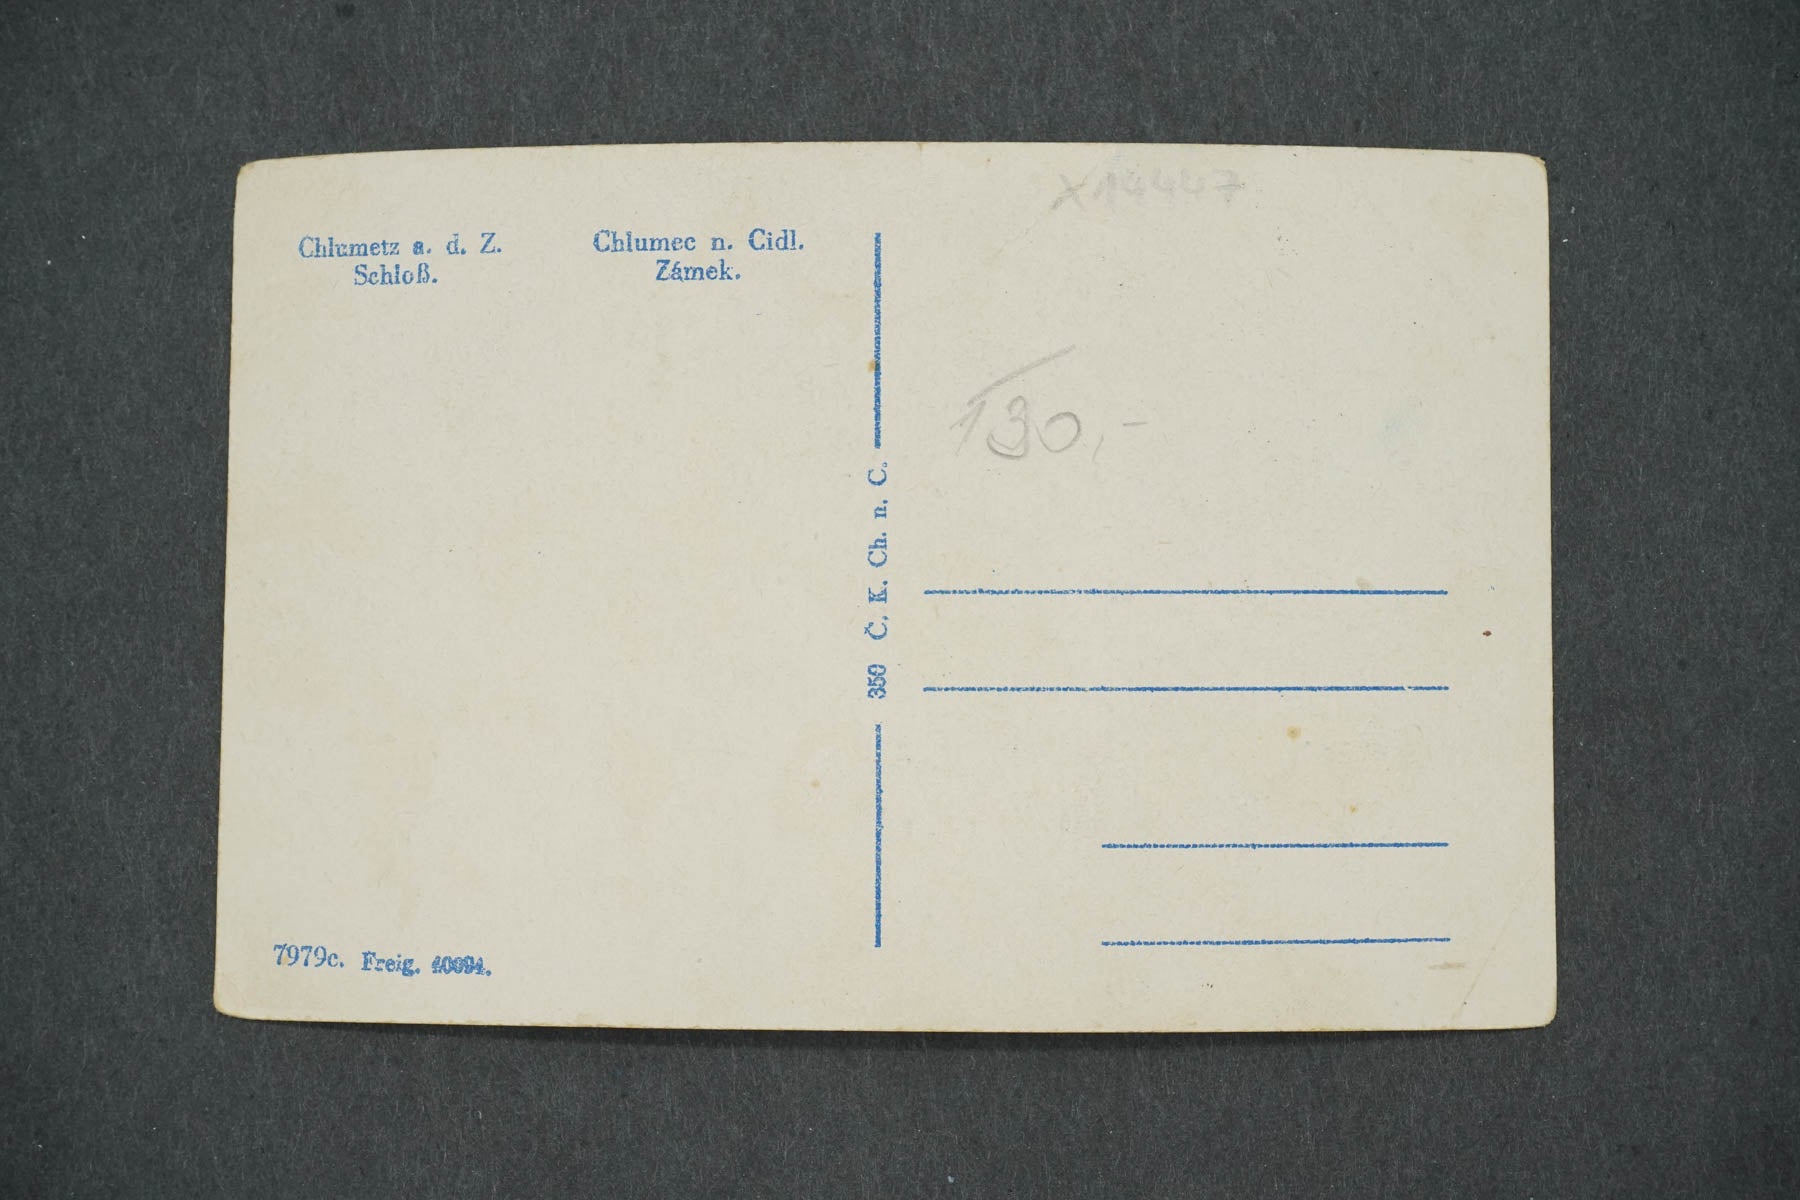 Chlumetz a. d. Z.
Schloß.
Chlumec n. Cidl.
Zámek.
X14447
130,-
350 Č. K. Ch. n. C.
7979c. Freig. 40094.